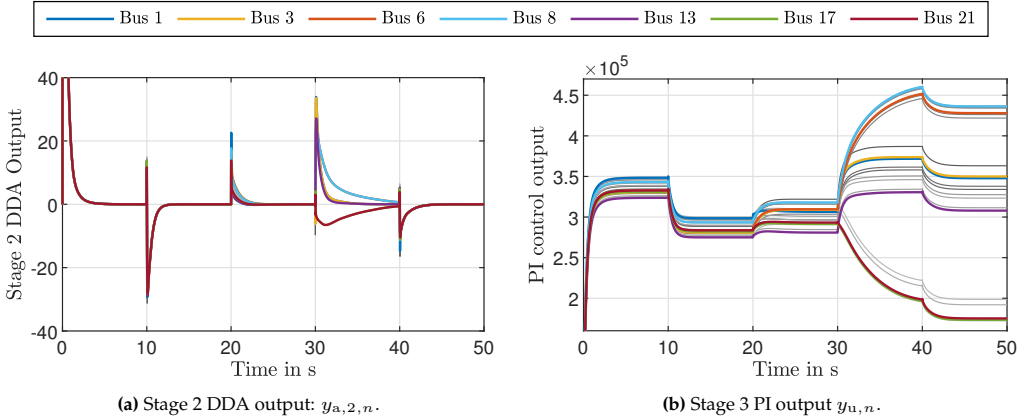 Bus 1 Bus 3 Bus 6 Bus 8 Bus 13 Bus 17 Bus 21
Stage 2 DDA Output
40
20
0
-20
-40
0 10 20 30 40 50
Time in s
(a) Stage 2 DDA output: y_{a,2,n}.
PI control output
×10^5
4.5
4
3.5
3
2.5
2
0 10 20 30 40 50
Time in s
(b) Stage 3 PI output y_{u,n}.